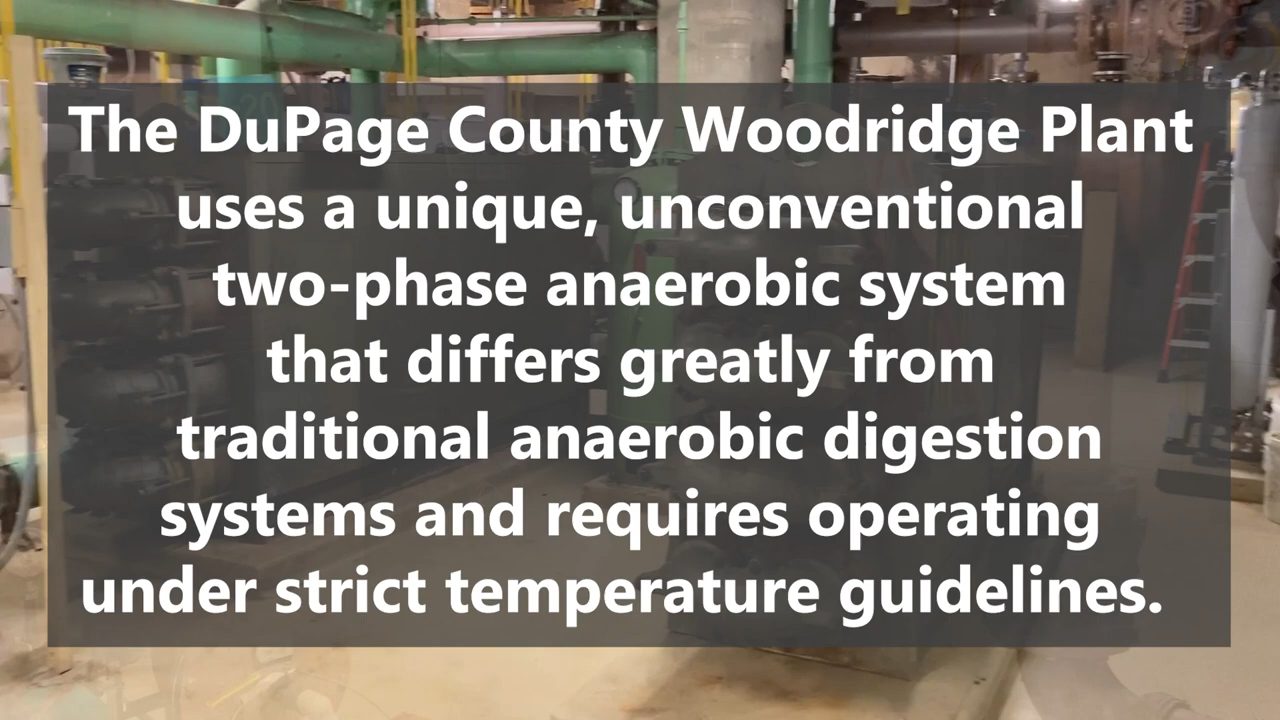 The DuPage County Woodridge Plant
uses a unique, unconventional
two-phase anaerobic system
that differs greatly from
traditional anaerobic digestion
systems and requires operating
under strict temperature guidelines.